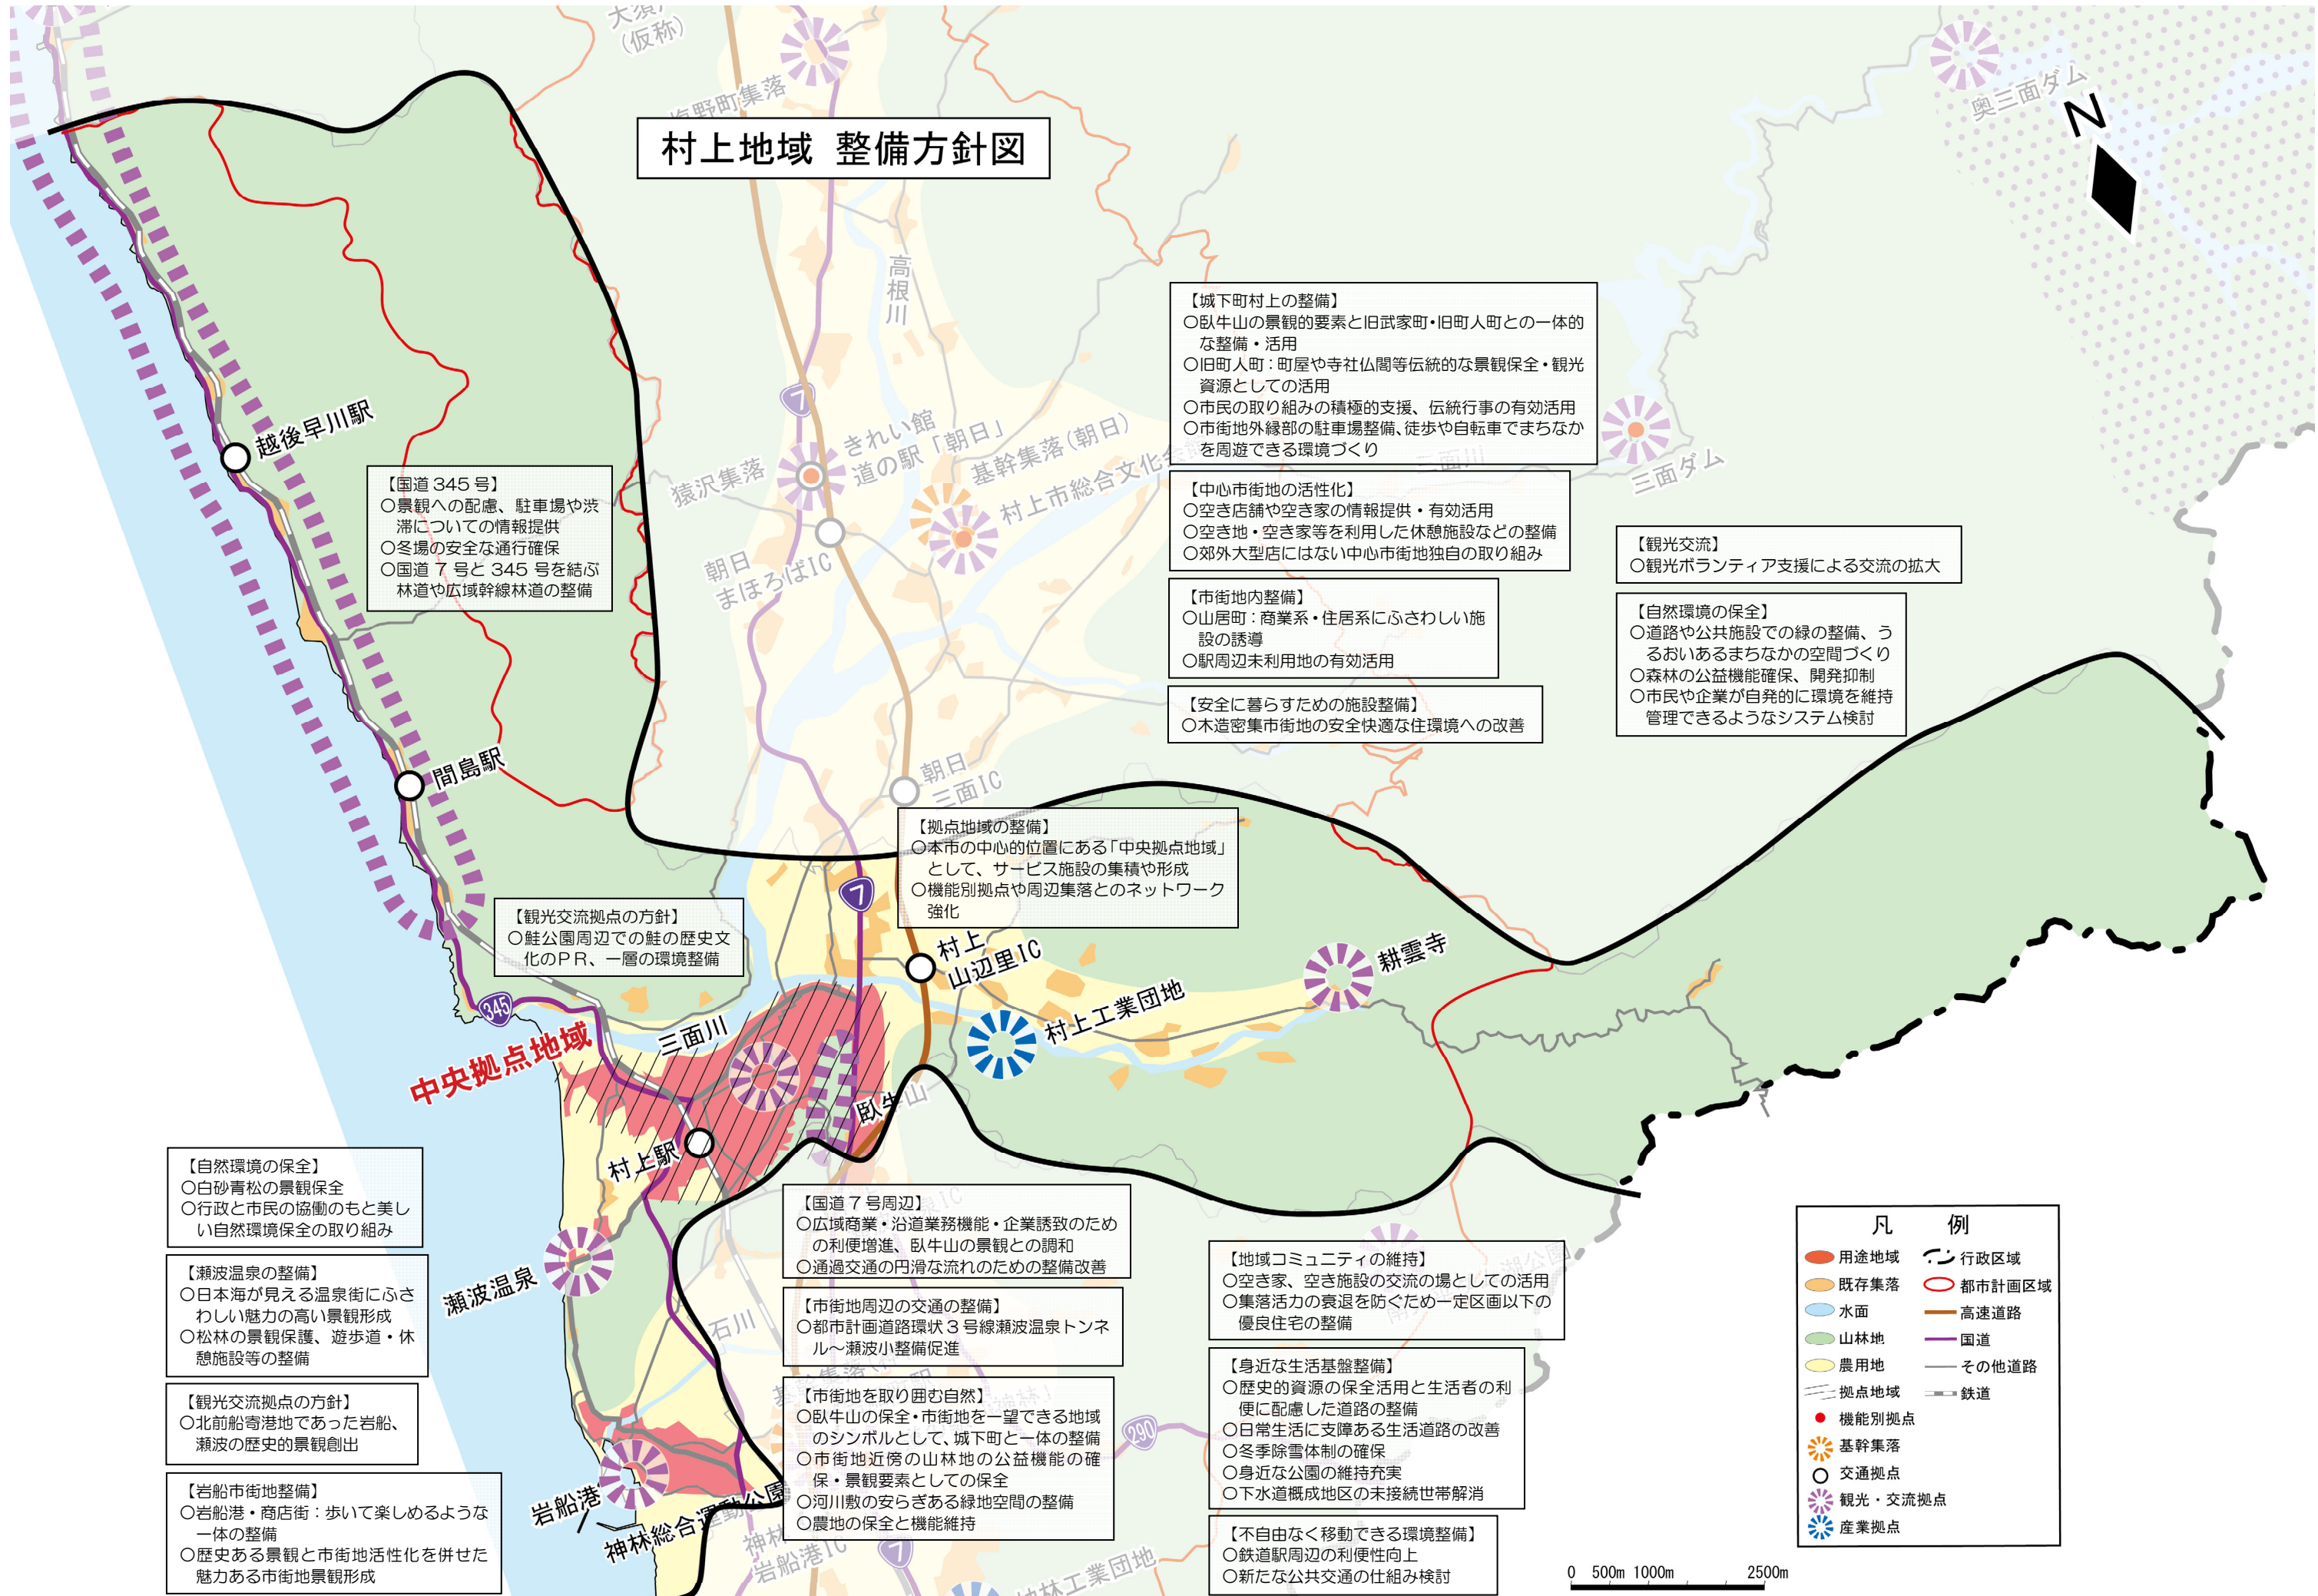 村上地域 整備方針図
大須戸
(仮称)
塩野町集落
奥三面ダム
N
高根川
7
きれい館
道の駅「朝日」
猿沢集落
基幹集落(朝日)
村上市総合文化会館
三面川
三面ダム
朝日
まほろばIC
朝日
三面IC
越後早川駅
間島駅
【国道345号】
○景観への配慮、駐車場や渋
滞についての情報提供
○冬場の安全な通行確保
○国道7号と345号を結ぶ
林道や広域幹線林道の整備
【城下町村上の整備】
○臥牛山の景観的要素と旧武家町・旧町人町との一体的
な整備・活用
○旧町人町：町屋や寺社仏閣等伝統的な景観保全・観光
資源としての活用
○市民の取り組みの積極的支援、伝統行事の有効活用
○市街地外縁部の駐車場整備、徒歩や自転車でまちなか
を周遊できる環境づくり
【中心市街地の活性化】
○空き店舗や空き家の情報提供・有効活用
○空き地・空き家等を利用した休憩施設などの整備
○郊外大型店にはない中心市街地独自の取り組み
【市街地内整備】
○山居町：商業系・住居系にふさわしい施
設の誘導
○駅周辺未利用地の有効活用
【安全に暮らすための施設整備】
○木造密集市街地の安全快適な住環境への改善
【観光交流】
○観光ボランティア支援による交流の拡大
【自然環境の保全】
○道路や公共施設での緑の整備、う
るおいあるまちなかの空間づくり
○森林の公益機能確保、開発抑制
○市民や企業が自発的に環境を維持
管理できるようなシステム検討
【拠点地域の整備】
○本市の中心的位置にある「中央拠点地域」
として、サービス施設の集積や形成
○機能別拠点や周辺集落とのネットワーク
強化
【観光交流拠点の方針】
○鮭公園周辺での鮭の歴史文
化のPR、一層の環境整備
7
村上
山辺里IC
耕雲寺
村上工業団地
345
三面川
中央拠点地域
臥牛山
村上駅
瀬波温泉
石川
岩船港
神林総合運動公園
神林
岩船港IC
7
290
神林工業団地
【自然環境の保全】
○白砂青松の景観保全
○行政と市民の協働のもと美し
い自然環境保全の取り組み
【瀬波温泉の整備】
○日本海が見える温泉街にふさ
わしい魅力の高い景観形成
○松林の景観保護、遊歩道・休
憩施設等の整備
【観光交流拠点の方針】
○北前船寄港地であった岩船、
瀬波の歴史的景観創出
【岩船市街地整備】
○岩船港・商店街：歩いて楽しめるような
一体の整備
○歴史ある景観と市街地活性化を併せた
魅力ある市街地景観形成
【国道7号周辺】
○広域商業・沿道業務機能・企業誘致のため
の利便増進、臥牛山の景観との調和
○通過交通の円滑な流れのための整備改善
【市街地周辺の交通の整備】
○都市計画道路環状3号線瀬波温泉トンネ
ル～瀬波小整備促進
【市街地を取り囲む自然】
○臥牛山の保全・市街地を一望できる地域
のシンボルとして、城下町と一体の整備
○市街地近傍の山林地の公益機能の確
保・景観要素としての保全
○河川敷の安らぎある緑地空間の整備
○農地の保全と機能維持
【地域コミュニティの維持】
○空き家、空き施設の交流の場としての活用
○集落活力の衰退を防ぐため一定区画以下の
優良住宅の整備
【身近な生活基盤整備】
○歴史的資源の保全活用と生活者の利
便に配慮した道路の整備
○日常生活に支障ある生活道路の改善
○冬季除雪体制の確保
○身近な公園の維持充実
○下水道概成地区の未接続世帯解消
【不自由なく移動できる環境整備】
○鉄道駅周辺の利便性向上
○新たな公共交通の仕組み検討
凡 例
用途地域
既存集落
水面
山林地
農用地
拠点地域
機能別拠点
基幹集落
交通拠点
観光・交流拠点
産業拠点
行政区域
都市計画区域
高速道路
国道
その他道路
鉄道
0 500m 1000m 2500m